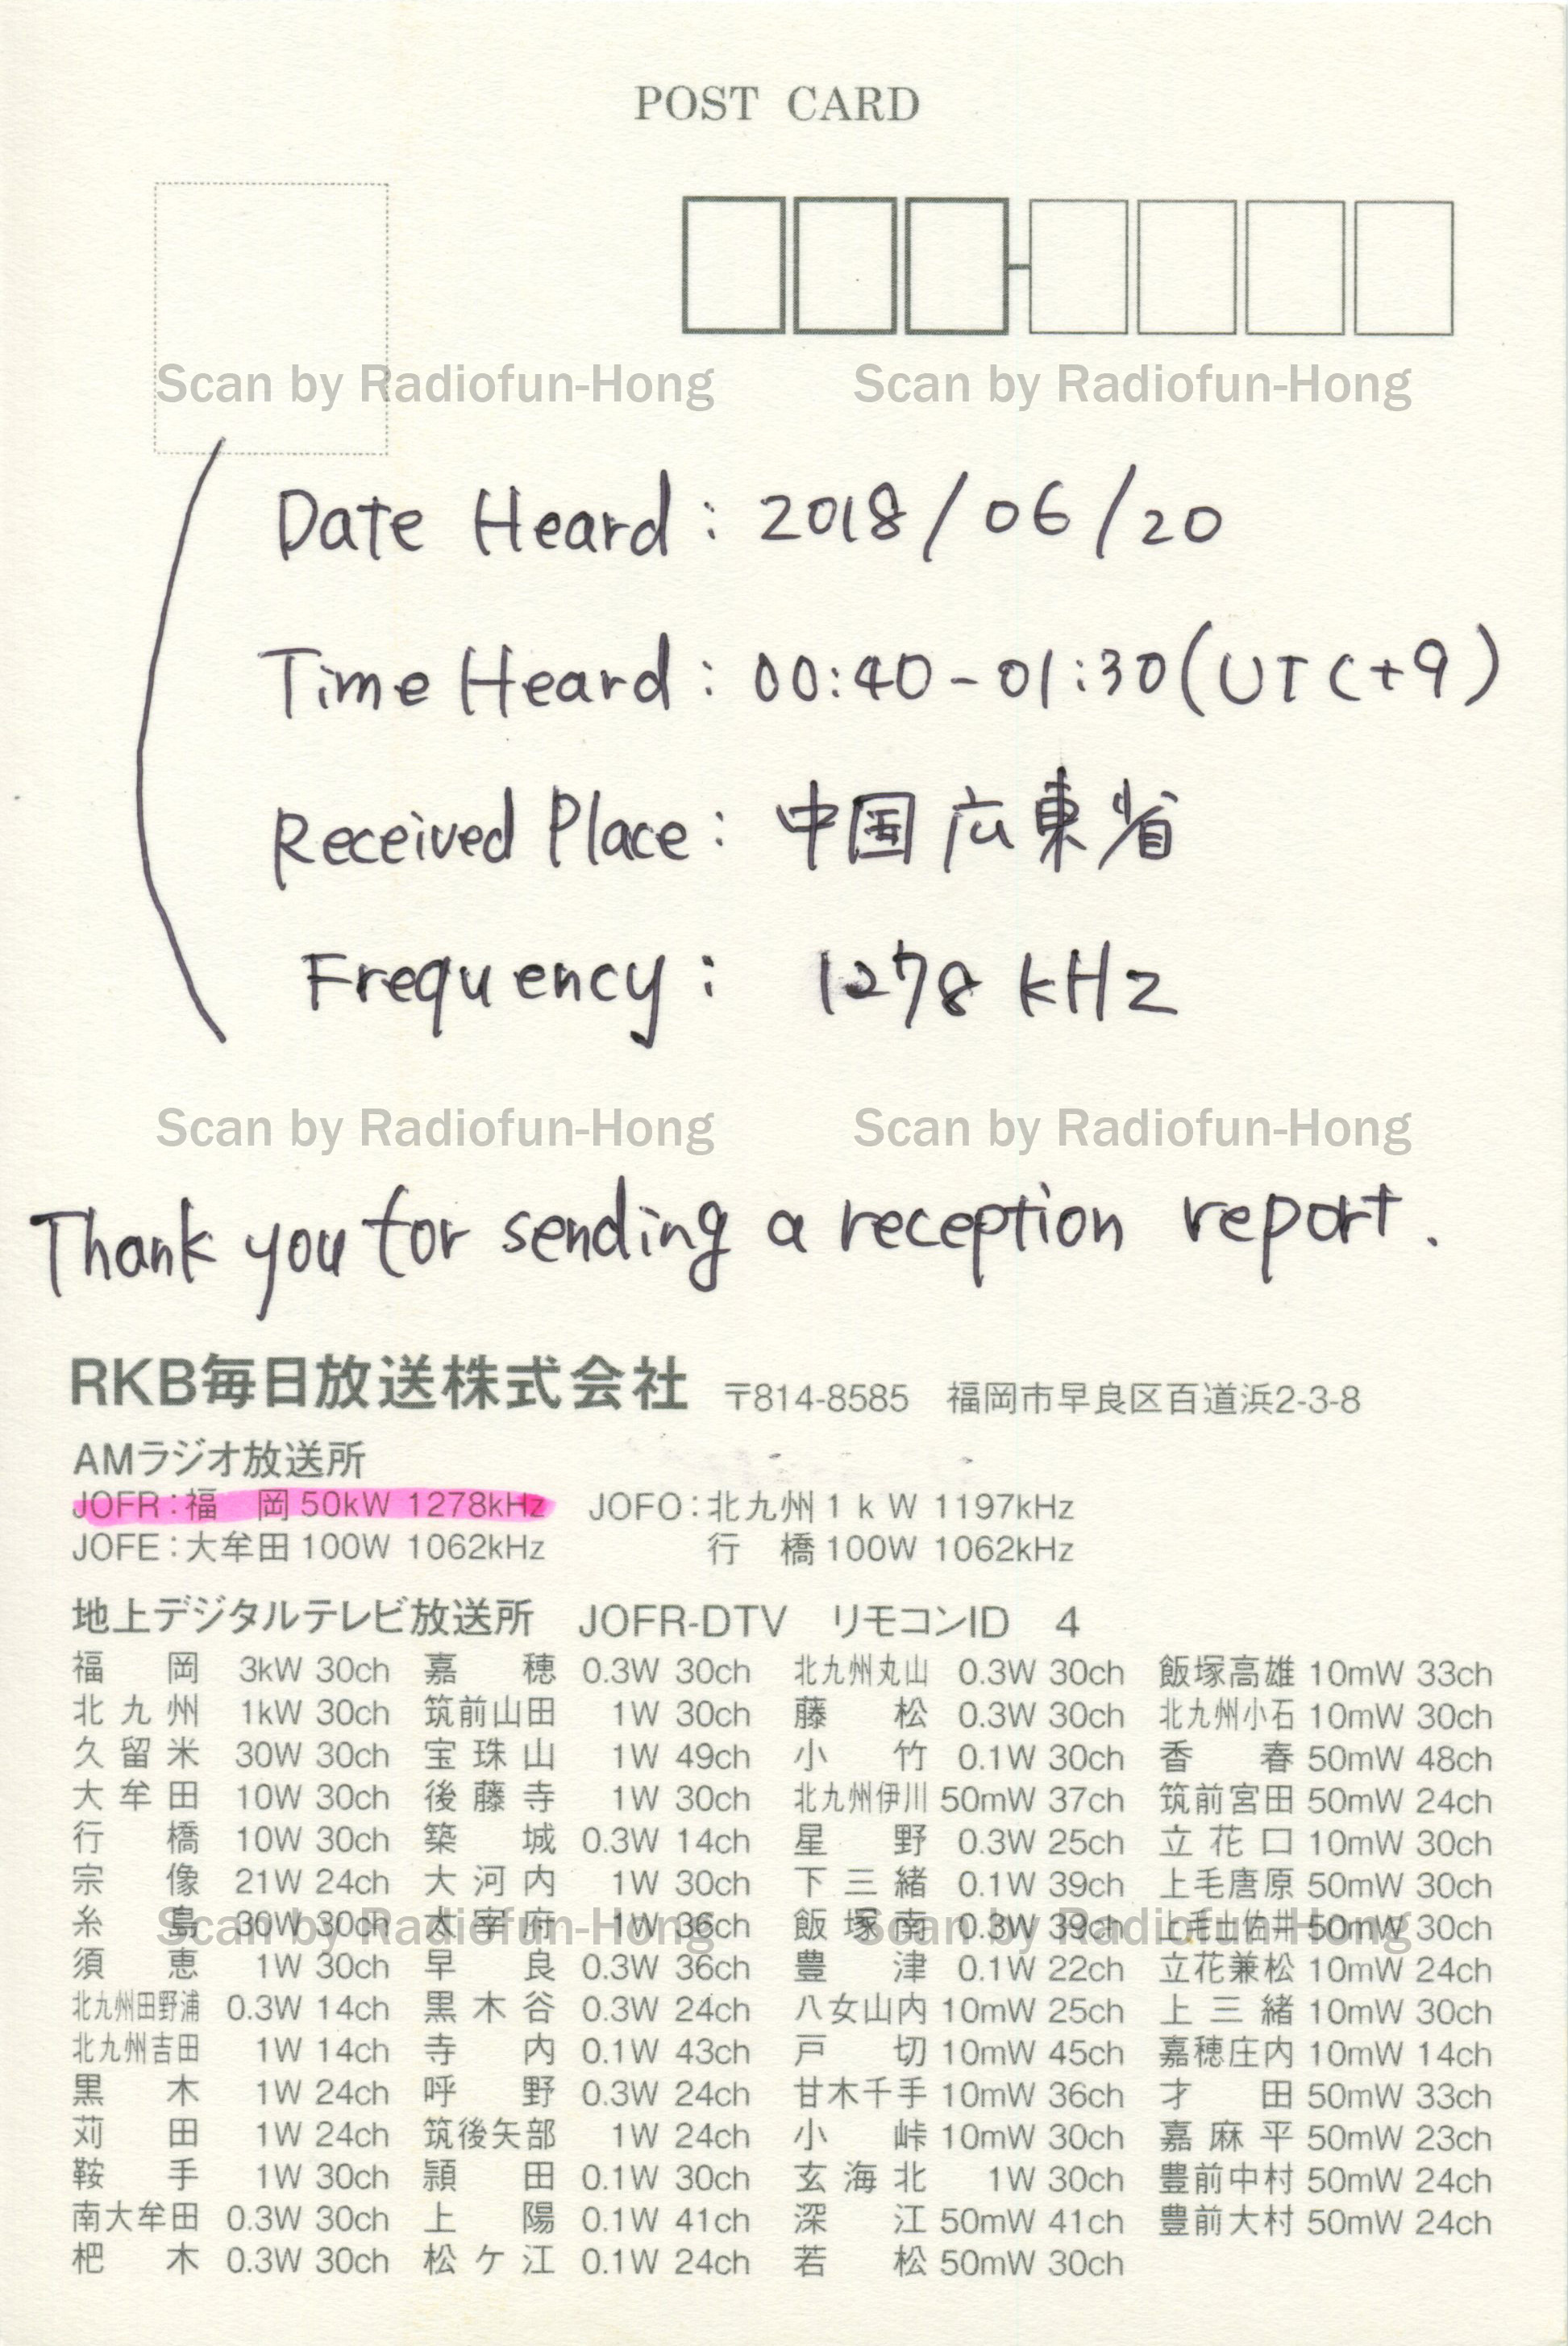 POST CARD
Scan by Radiofun-Hong Scan by Radiofun-Hong
Date Heard : 2018/06/20
Time Heard : 00:40-01:30(UTC+9)
Received Place : 中国広東省
Frequency : 1278 kHz
Scan by Radiofun-Hong Scan by Radiofun-Hong
Thank you for sending a reception report.
RKB毎日放送株式会社 〒814-8585 福岡市早良区百道浜2-3-8
AMラジオ放送所
JOFR：福 岡 50kW 1278kHz JOFO：北九州 1 k W 1197kHz
JOFE：大牟田 100W 1062kHz 行 橋 100W 1062kHz
地上デジタルテレビ放送所 JOFR-DTV リモコンID 4
福 岡 3kW 30ch 嘉 穂 0.3W 30ch 北九州丸山 0.3W 30ch 飯塚高雄 10mW 33ch
北九州 1kW 30ch 筑前山田 1W 30ch 藤 松 0.3W 30ch 北九州小石 10mW 30ch
久留米 30W 30ch 宝珠山 1W 49ch 小 竹 0.1W 30ch 香 春 50mW 48ch
大牟田 10W 30ch 後藤寺 1W 30ch 北九州伊川 50mW 37ch 筑前宮田 50mW 24ch
行 橋 10W 30ch 築 城 0.3W 14ch 星 野 0.3W 25ch 立花口 10mW 30ch
宗 像 21W 24ch 大河内 1W 30ch 下三緒 0.1W 39ch 上毛唐原 50mW 30ch
糸 島 30W 30ch 太宰府 1W 36ch 飯塚南 0.3W 39ch 上毛土佐井 50mW 30ch
Scan by Radiofun-Hong Scan by Radiofun-Hong
須 恵 1W 30ch 早 良 0.3W 36ch 豊 津 0.1W 22ch 立花兼松 10mW 24ch
北九州田野浦 0.3W 14ch 黒木谷 0.3W 24ch 八女山内 10mW 25ch 上三緒 10mW 30ch
北九州吉田 1W 14ch 寺 内 0.1W 43ch 戸 切 10mW 45ch 嘉穂庄内 10mW 14ch
黒 木 1W 24ch 呼 野 0.3W 24ch 甘木千手 10mW 36ch 才 田 50mW 33ch
苅 田 1W 24ch 筑後矢部 1W 24ch 小 峠 10mW 30ch 嘉麻平 50mW 23ch
鞍 手 1W 30ch 頴 田 0.1W 30ch 玄海北 1W 30ch 豊前中村 50mW 24ch
南大牟田 0.3W 30ch 上 陽 0.1W 41ch 深 江 50mW 41ch 豊前大村 50mW 24ch
杷 木 0.3W 30ch 松ケ江 0.1W 24ch 若 松 50mW 30ch